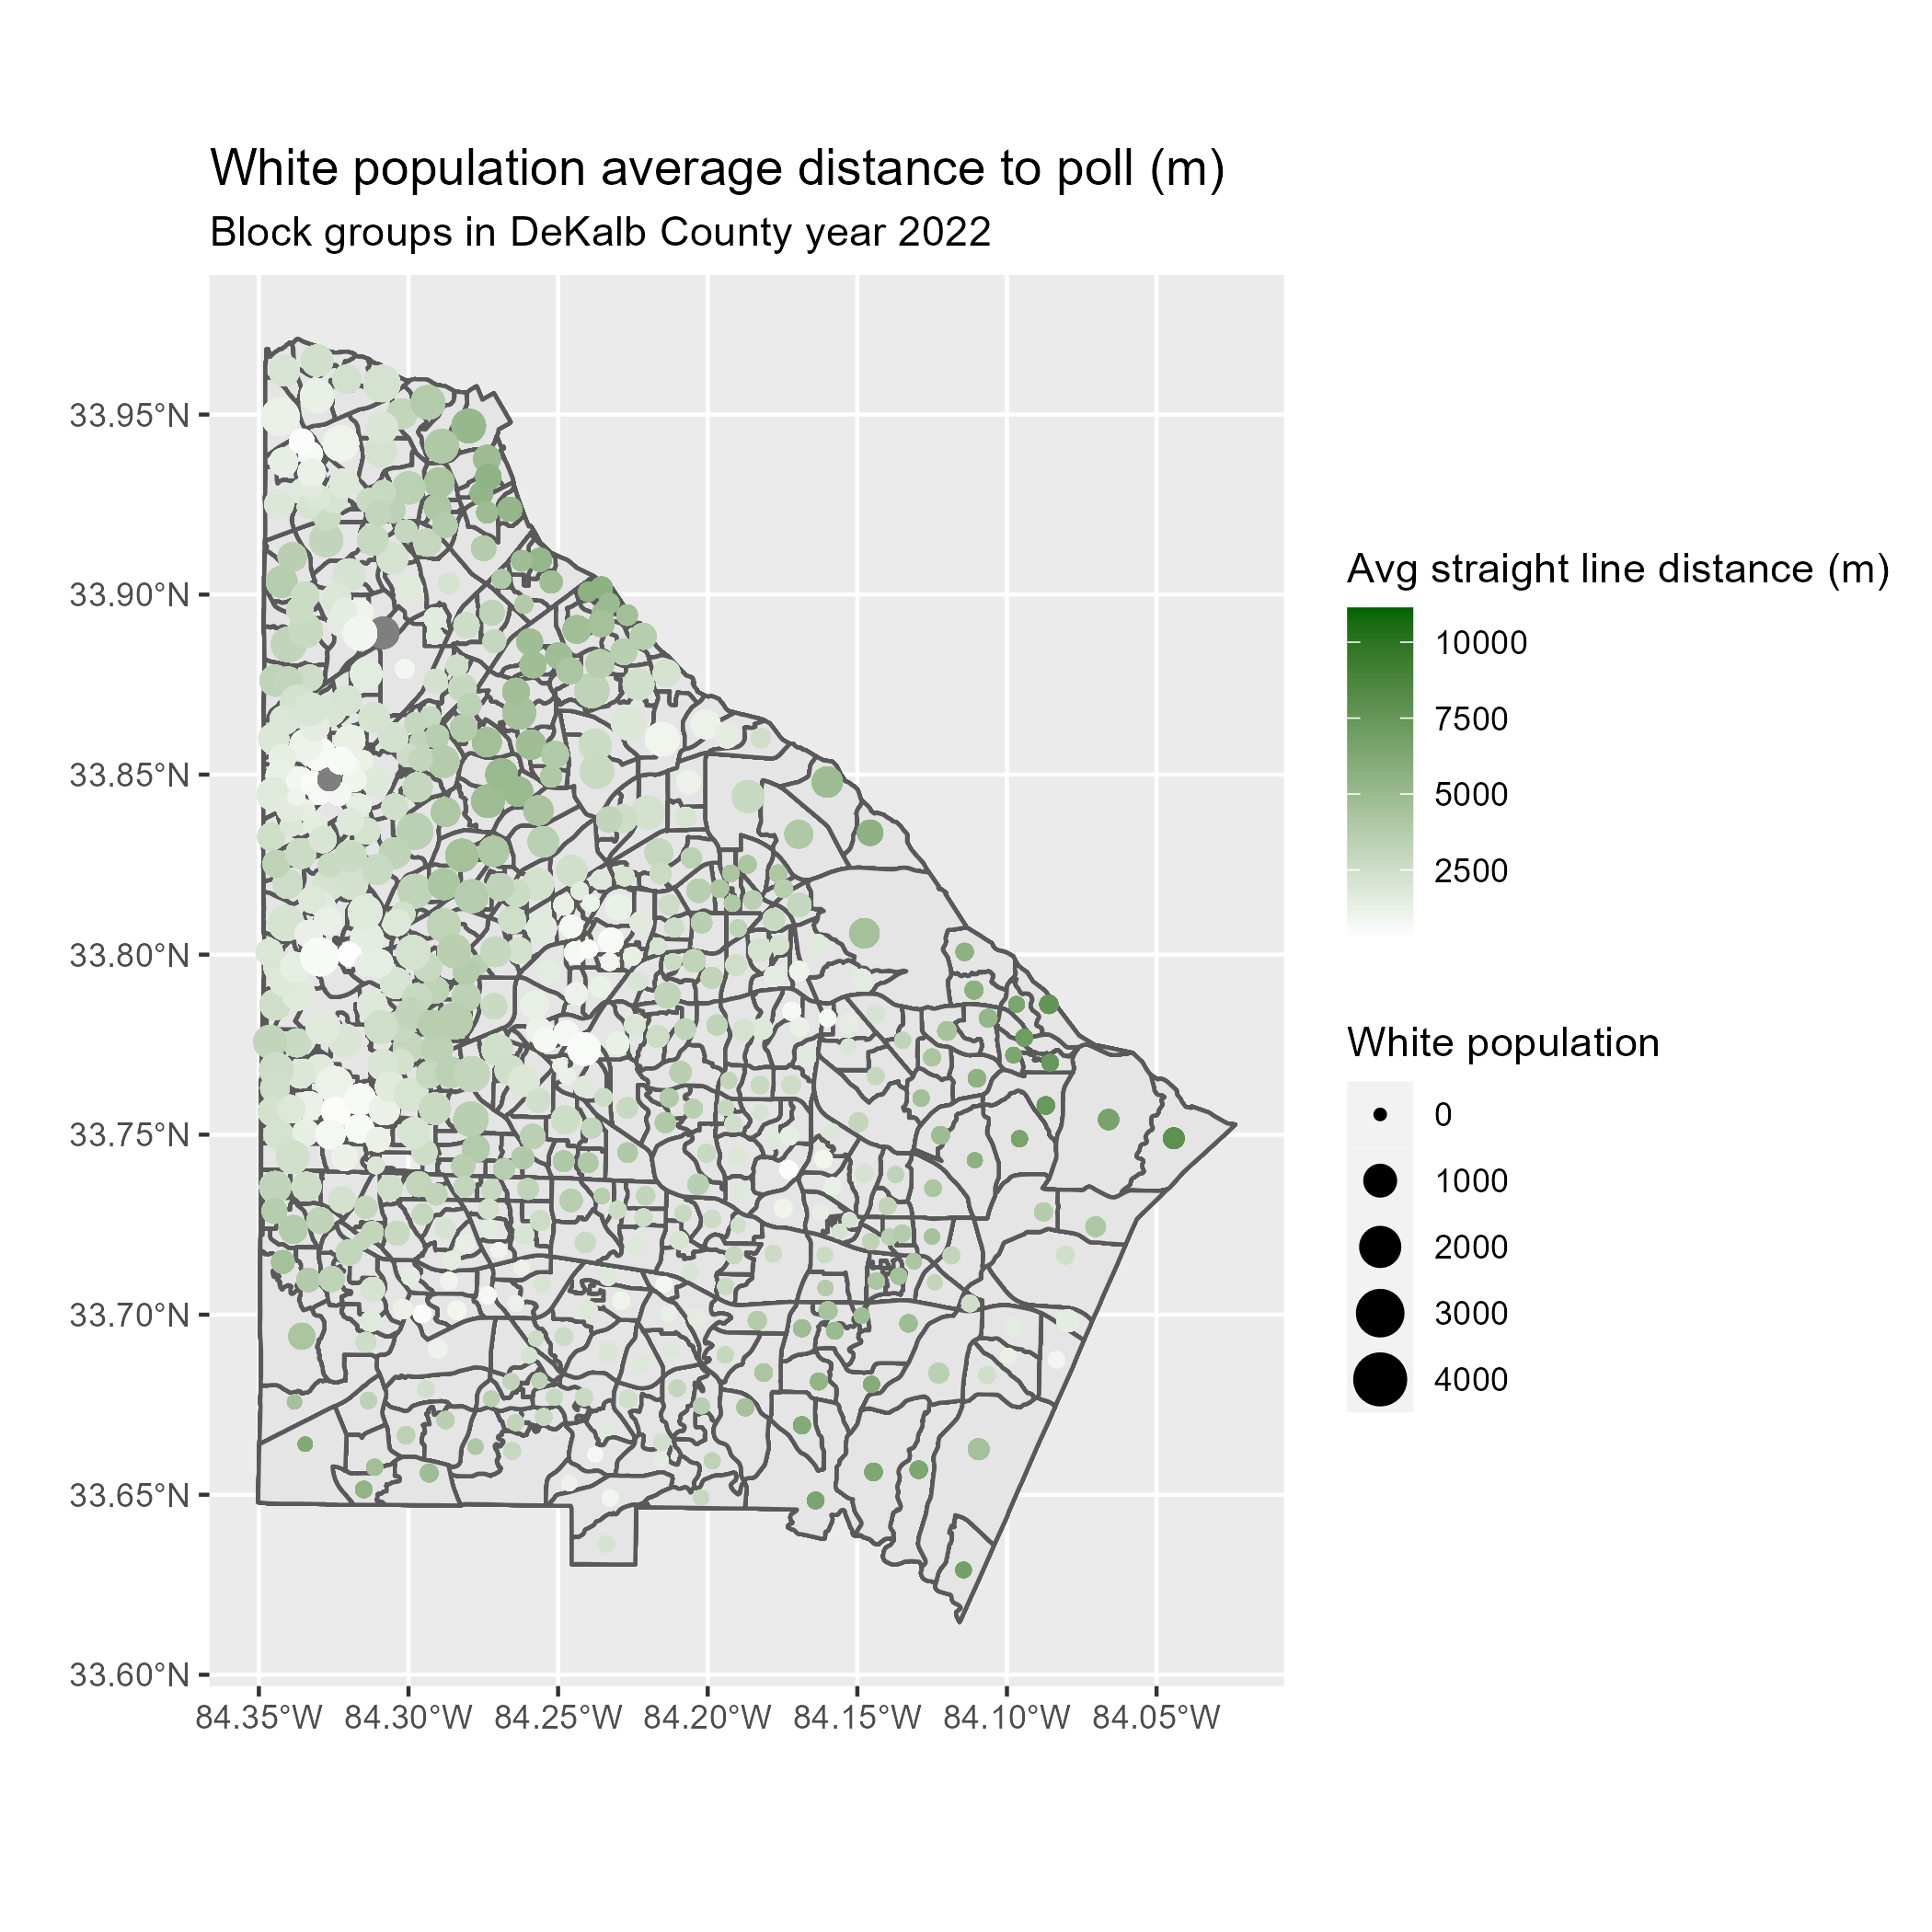 White population average distance to poll (m)
Block groups in DeKalb County year 2022
33.95°N
33.90°N
33.85°N
33.80°N
33.75°N
33.70°N
33.65°N
33.60°N
84.35°W 84.30°W 84.25°W 84.20°W 84.15°W 84.10°W 84.05°W
Avg straight line distance (m)
10000
7500
5000
2500
White population
0
1000
2000
3000
4000